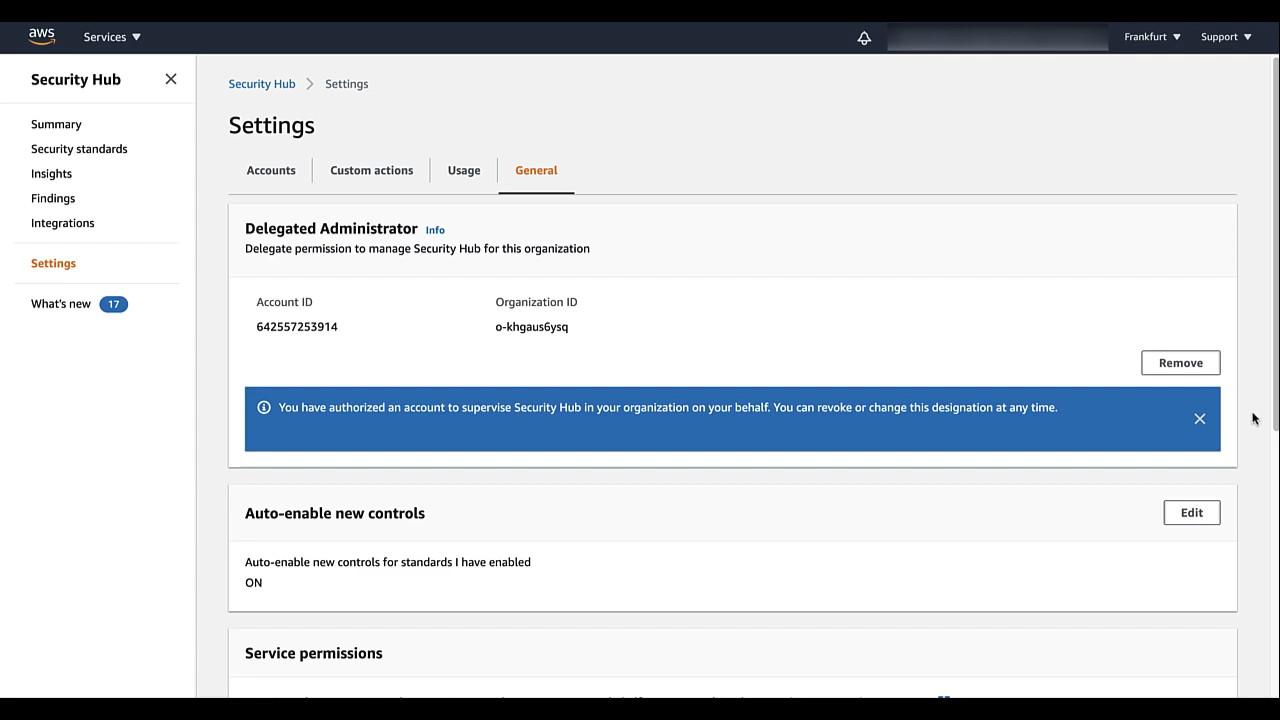 aws
Services
Frankfurt
Support
Security Hub
Summary
Security standards
Insights
Findings
Integrations
Settings
What's new 17
Security Hub Settings
Settings
Accounts
Custom actions
Usage
General
Delegated Administrator Info
Delegate permission to manage Security Hub for this organization
Account ID
642557253914
Organization ID
o-khgaus6ysq
Remove
You have authorized an account to supervise Security Hub in your organization on your behalf. You can revoke or change this designation at any time.
Auto-enable new controls
Edit
Auto-enable new controls for standards I have enabled
ON
Service permissions